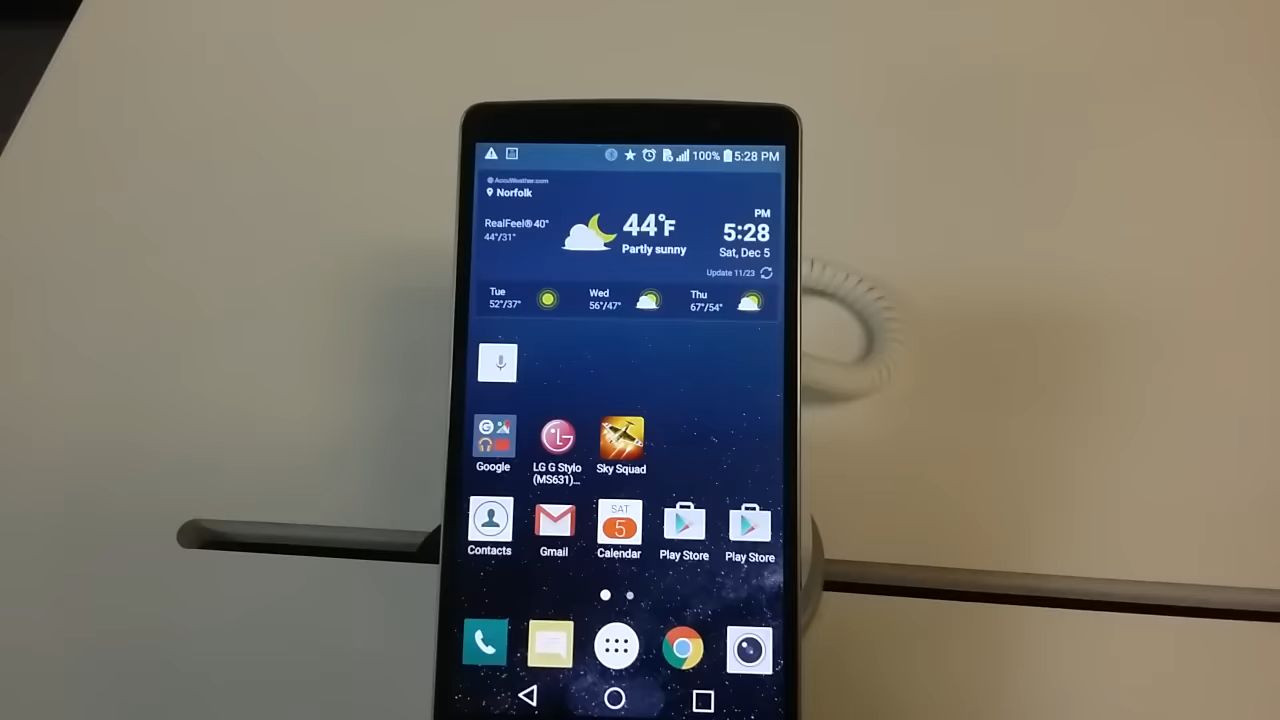 100% 5:28 PM
AccuWeather.com
Norfolk
RealFeel® 40°
44°/31°
44°F
Partly sunny
PM
5:28
Sat, Dec 5
Update 11/23
Tue
52°/37°
Wed
56°/47°
Thu
67°/54°
G
LG
Google
LG G Stylo
(MS631)...
Sky Squad
SAT
5
Contacts
Gmail
Calendar
Play Store
Play Store